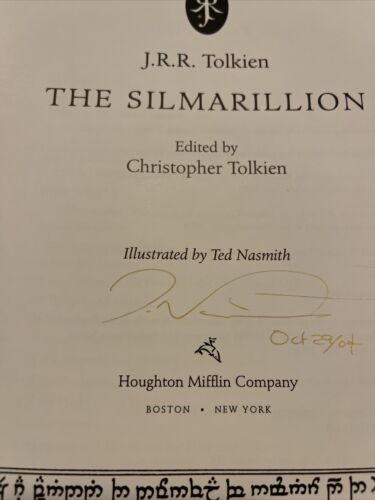 J.R.R. Tolkien
THE SILMARILLION
Edited by
Christopher Tolkien
Illustrated by Ted Nasmith
Oct 29/04
Houghton Mifflin Company
BOSTON • NEW YORK